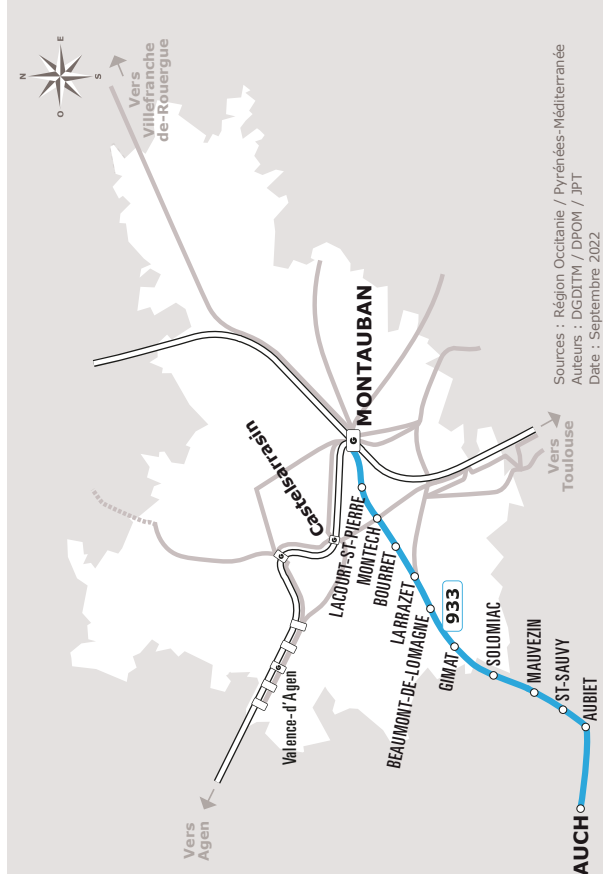 N
E
S
O
Vers
Villefranche
de-Rouergue
MONTAUBAN
G
Castelsarrasin
G
G
G
Valence-d'Agen
Vers
Agen
Vers
Toulouse
LACOURT-ST-PIERRE
MONTECH
BOURRET
LARRAZET
BEAUMONT-DE-LOMAGNE
933
GIMAT
SOLOMIAC
MAUVEZIN
ST-SAUVY
AUBIET
AUCH
Sources : Région Occitanie / Pyrénées-Méditerranée
Auteurs : DGDITM / DPOM / JPT
Date : Septembre 2022